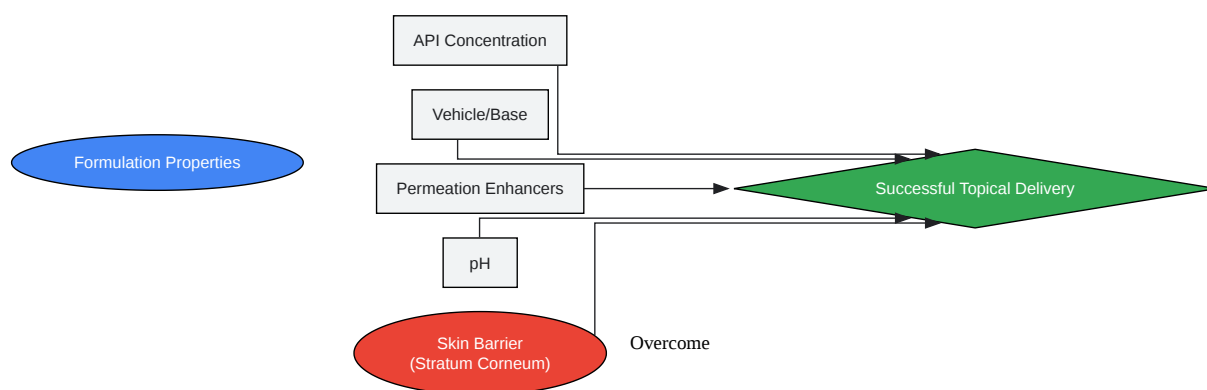 API Concentration
Vehicle/Base
Formulation Properties
Permeation Enhancers
Successful Topical Delivery
pH
Skin Barrier
(Stratum Corneum)
Overcome